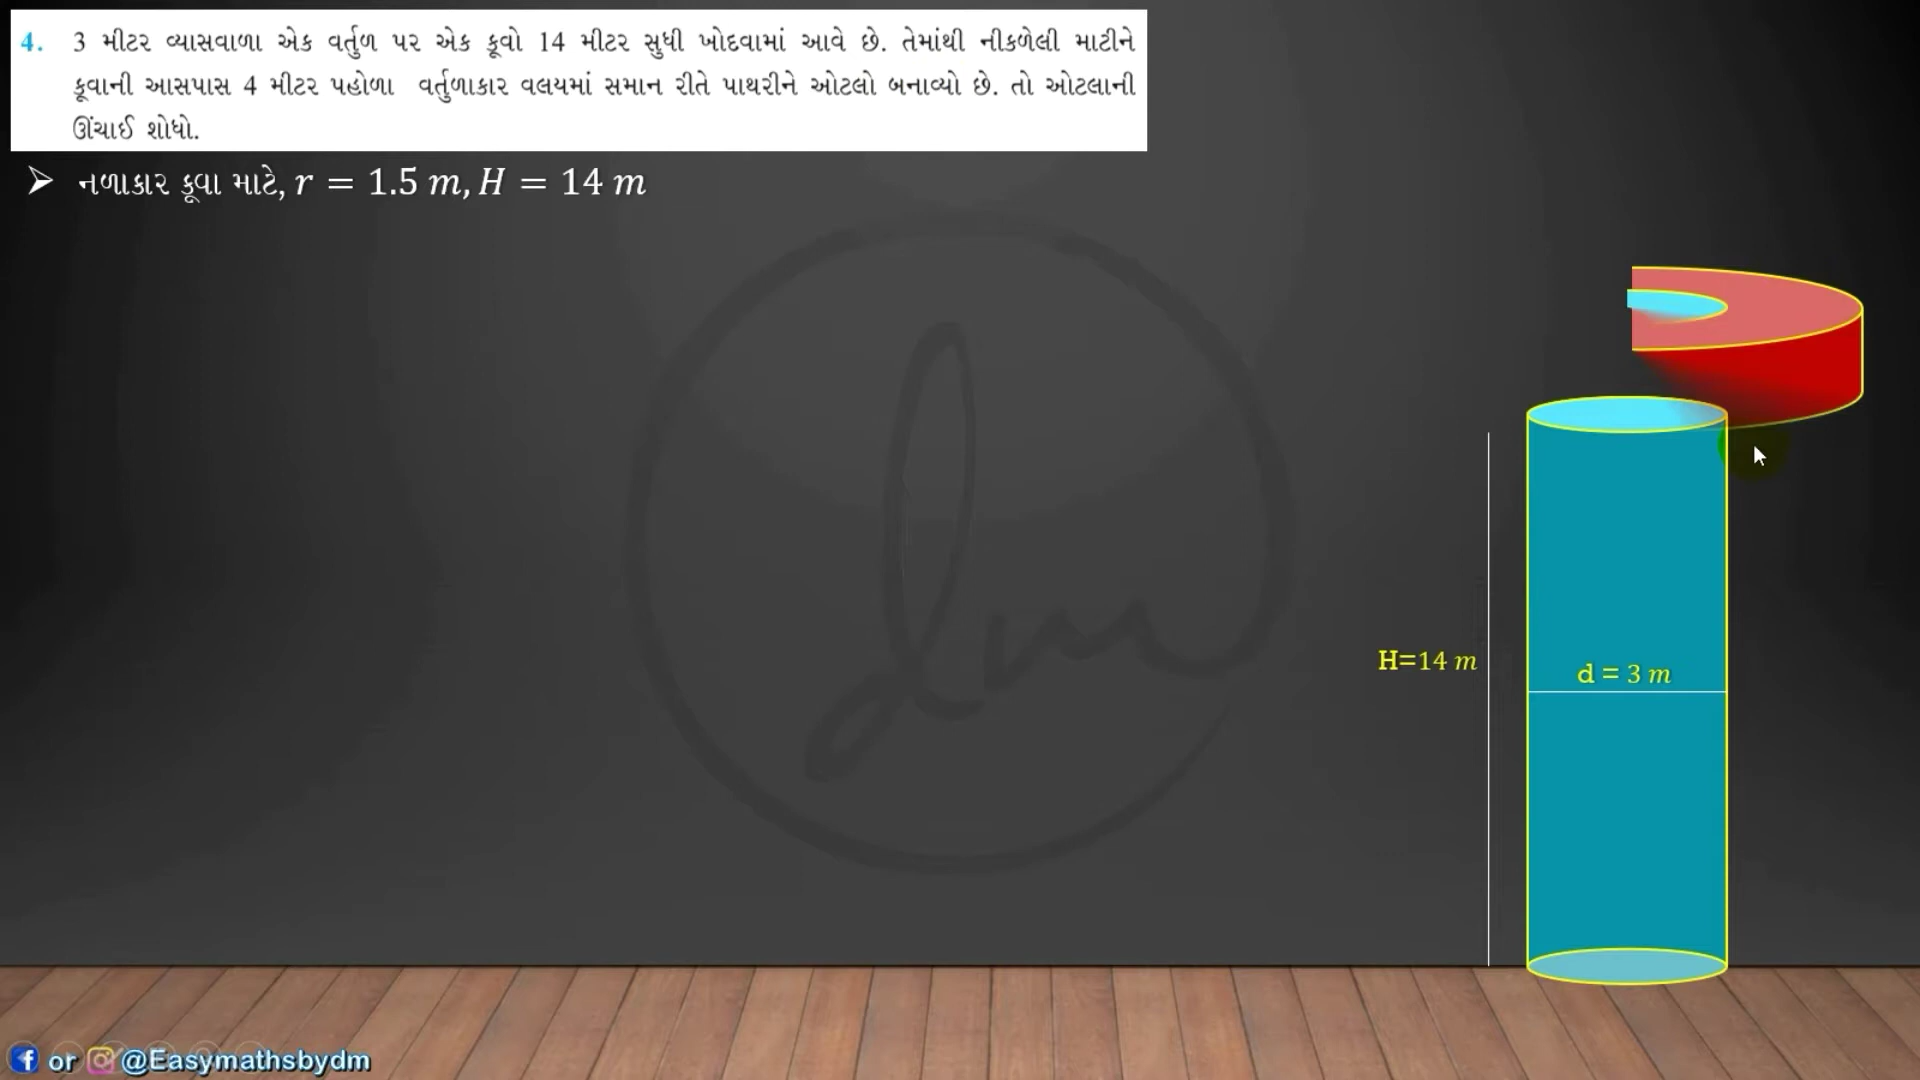 4. 3 મીટર વ્યાસવાળા એક વર્તુળ પર એક કૂવો 14 મીટર સુધી ખોદવામાં આવે છે. તેમાંથી નીકળેલી માટીને
કૂવાની આસપાસ 4 મીટર પહોળા વર્તુળાકાર વલયમાં સમાન રીતે પાથરીને ઓટલો બનાવ્યો છે. તો ઓટલાની
ઊંચાઈ શોધો.
➢ નળાકાર કૂવા માટે, r = 1.5 m, H = 14 m
H=14 m
d = 3 m
dm
f or @Easymathsbydm